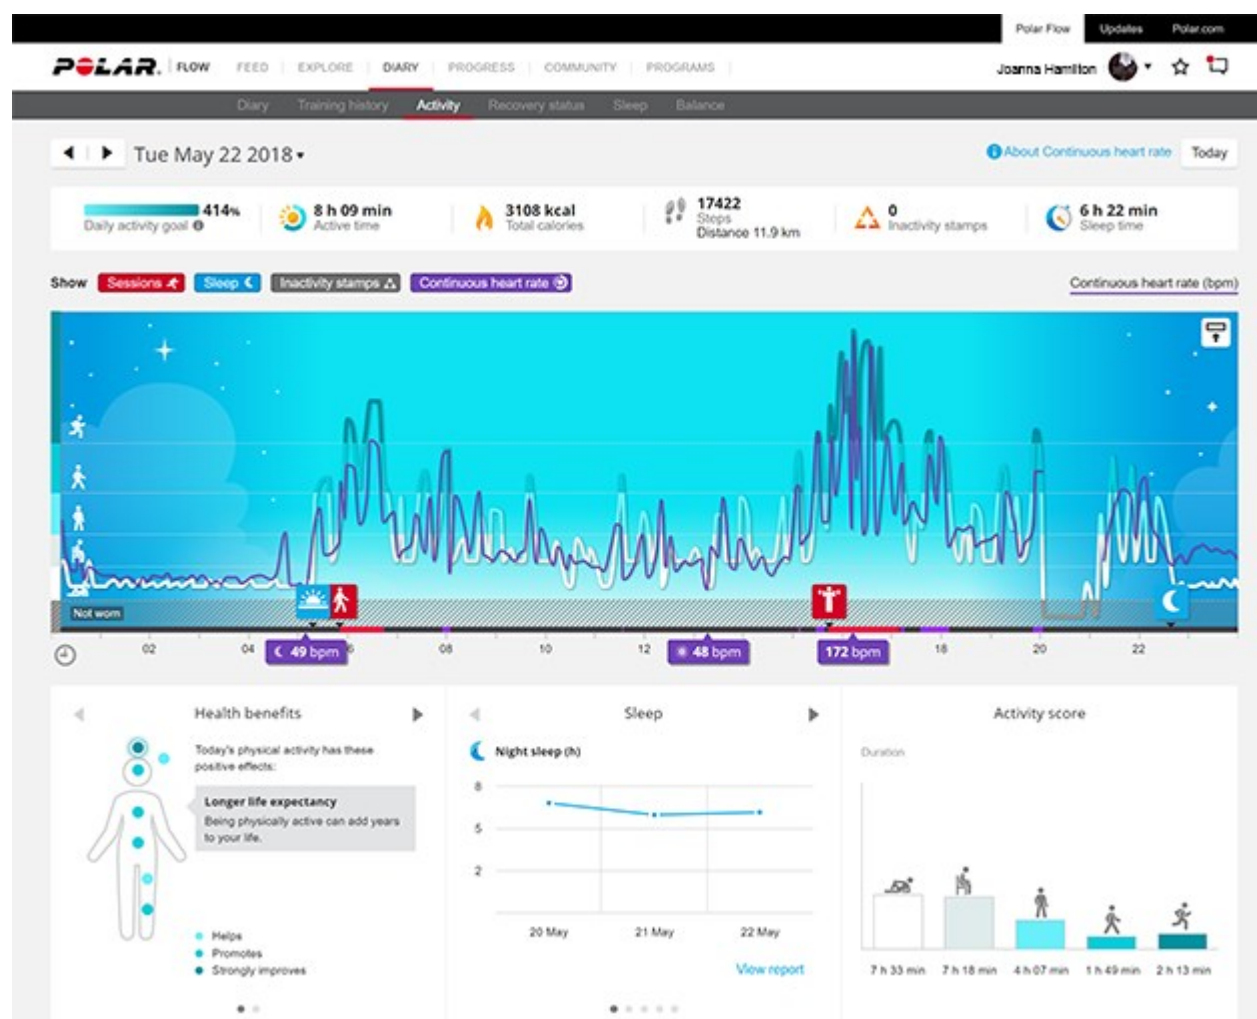 Polar Flow Updates Polar.com
POLAR. FLOW FEED EXPLORE DIARY PROGRESS COMMUNITY PROGRAMS Joanna Hamilton
Diary Training history Activity Recovery status Sleep Balance
Tue May 22 2018
About Continuous heart rate Today
414%
Daily activity goal
8 h 09 min
Active time
3108 kcal
Total calories
17422
Steps
Distance 11.9 km
0
Inactivity stamps
6 h 22 min
Sleep time
Show Sessions Sleep Inactivity stamps Continuous heart rate Continuous heart rate (bpm)
Not worn
02 04 6 08 10 12 16 20 22
49 bpm 48 bpm 172 bpm
Health benefits
Today's physical activity has these
positive effects:
Longer life expectancy
Being physically active can add years
to your life.
Helps
Promotes
Strongly improves
Sleep
Night sleep (h)
8
5
2
20 May 21 May 22 May
View report
Activity score
Duration
7 h 33 min 7 h 18 min 4 h 07 min 1 h 49 min 2 h 13 min